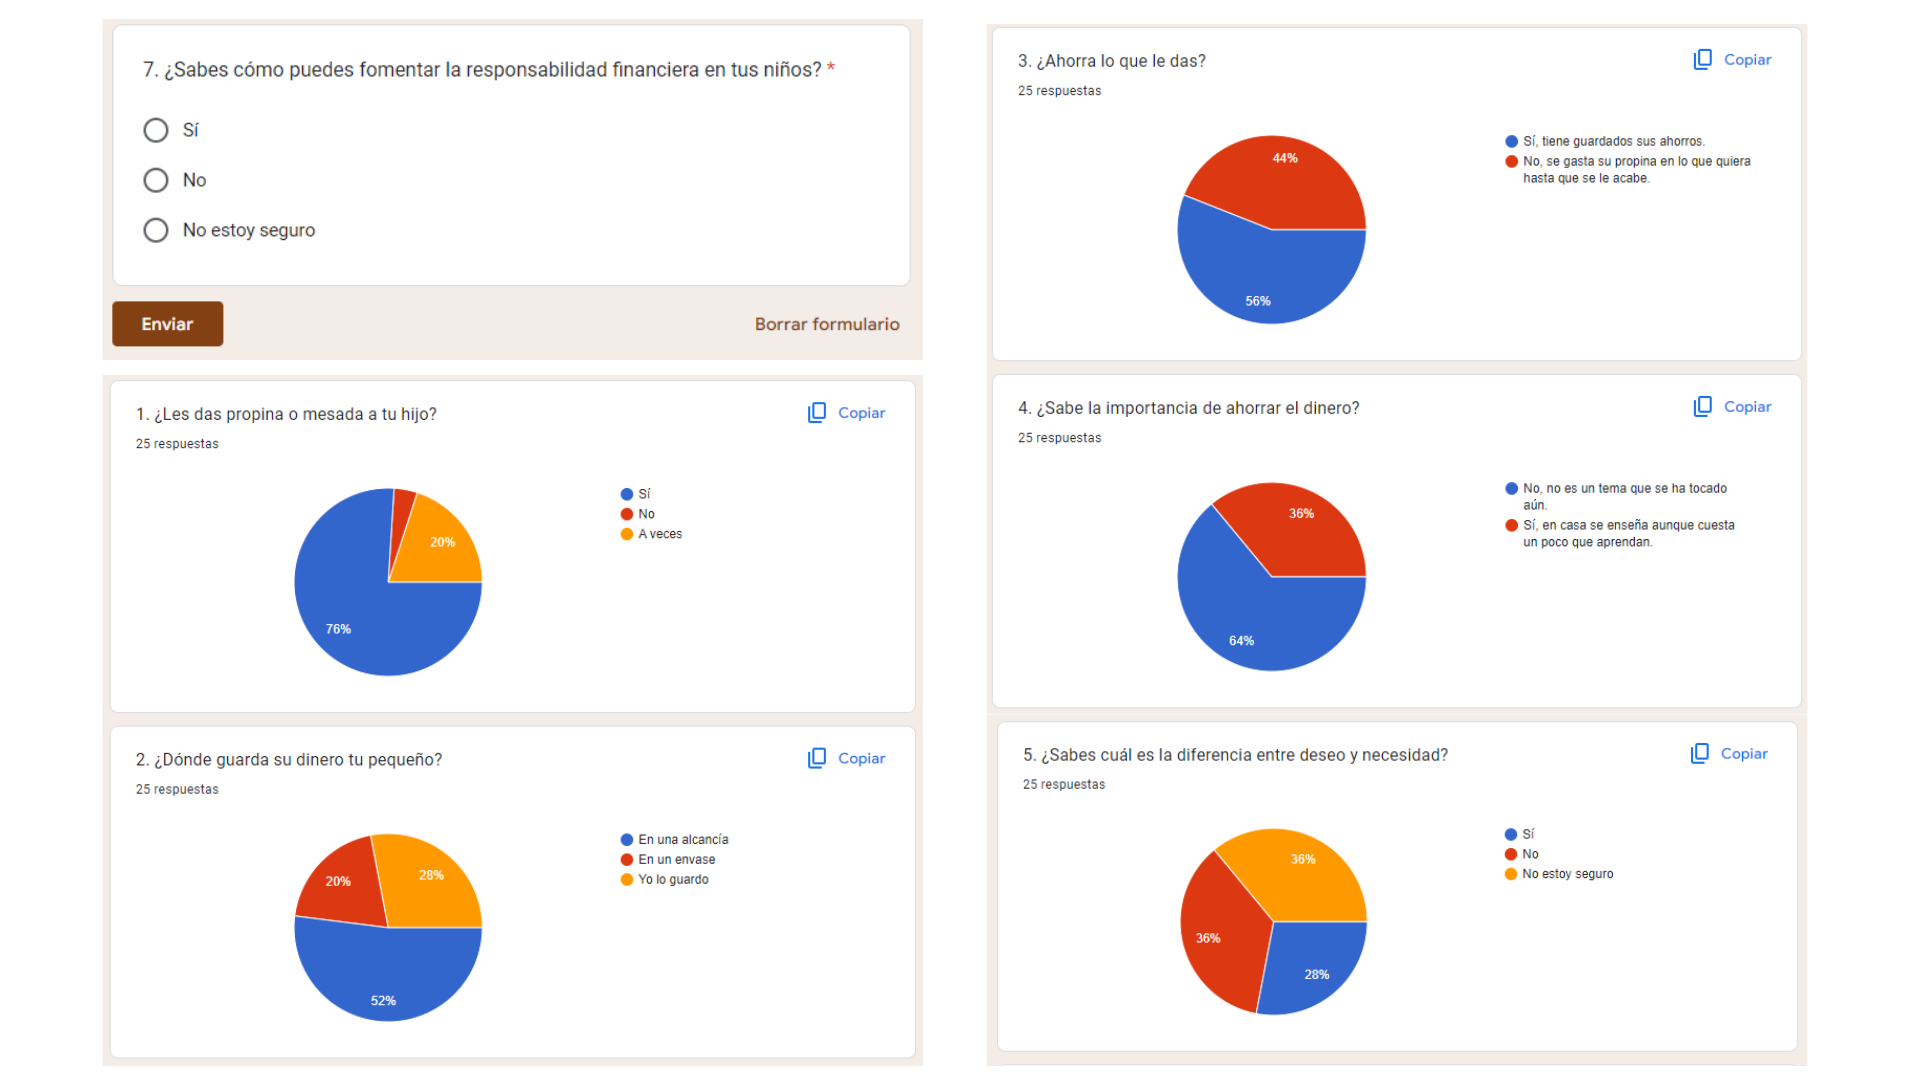 7. ¿Sabes cómo puedes fomentar la responsabilidad financiera en tus niños? *
Sí
No
No estoy seguro
Enviar
Borrar formulario
1. ¿Les das propina o mesada a tu hijo?
Copiar
25 respuestas
Sí
No
A veces
20%
76%
2. ¿Dónde guarda su dinero tu pequeño?
Copiar
25 respuestas
En una alcancía
En un envase
Yo lo guardo
20%
28%
52%
3. ¿Ahorra lo que le das?
Copiar
25 respuestas
Sí, tiene guardados sus ahorros.
No, se gasta su propina en lo que quiera
hasta que se le acabe.
44%
56%
4. ¿Sabe la importancia de ahorrar el dinero?
Copiar
25 respuestas
No, no es un tema que se ha tocado
aún.
Sí, en casa se enseña aunque cuesta
un poco que aprendan.
36%
64%
5. ¿Sabes cuál es la diferencia entre deseo y necesidad?
Copiar
25 respuestas
Sí
No
No estoy seguro
36%
36%
28%